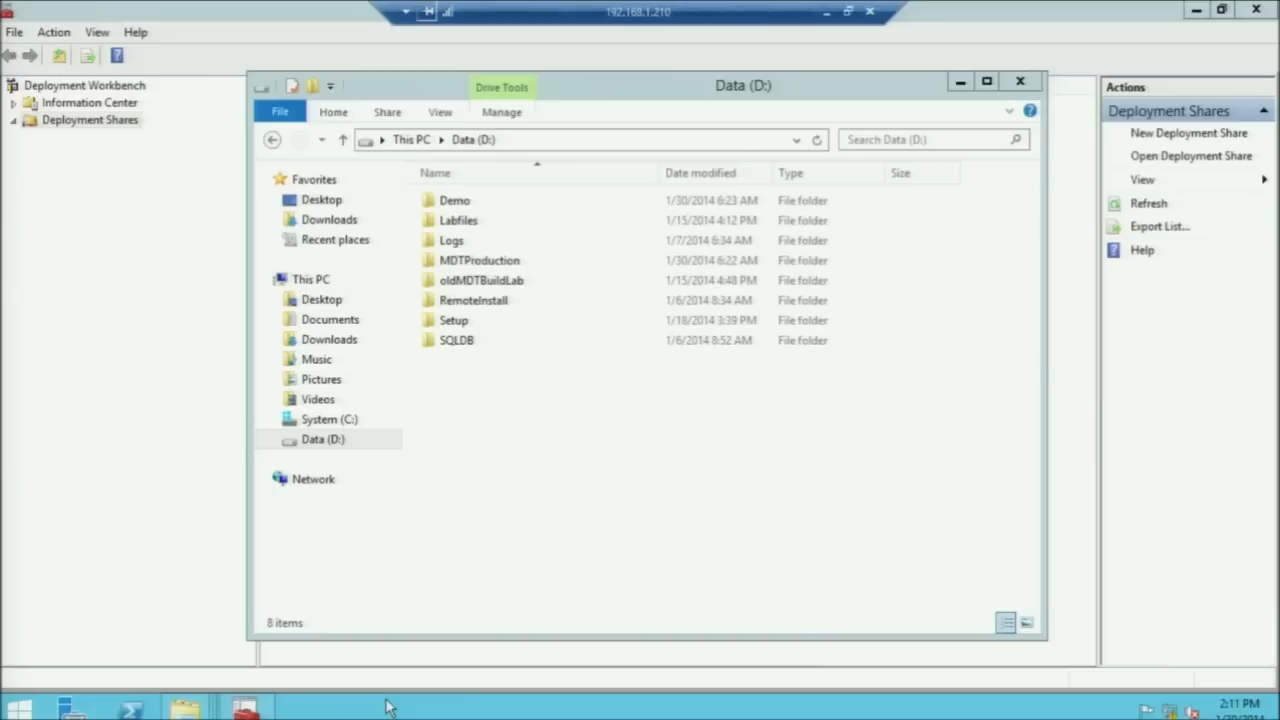 192.168.1.210
File Action View Help
Deployment Workbench
Information Center
Deployment Shares
Drive Tools
Data (D:)
File Home Share View Manage
This PC Data (D:)
Search Data (D:)
Favorites
Desktop
Downloads
Recent places
This PC
Desktop
Documents
Downloads
Music
Pictures
Videos
System (C:)
Data (D:)
Network
Name Date modified Type Size
Demo 1/30/2014 6:23 AM File folder
Labfiles 1/15/2014 4:12 PM File folder
Logs 1/7/2014 6:34 AM File folder
MDTProduction 1/30/2014 6:22 AM File folder
oldMDTBuildLab 1/15/2014 4:48 PM File folder
RemoteInstall 1/6/2014 8:34 AM File folder
Setup 1/18/2014 3:39 PM File folder
SQLDB 1/6/2014 8:52 AM File folder
8 items
Actions
Deployment Shares
New Deployment Share
Open Deployment Share
View
Refresh
Export List...
Help
2:11 PM
1/30/2014